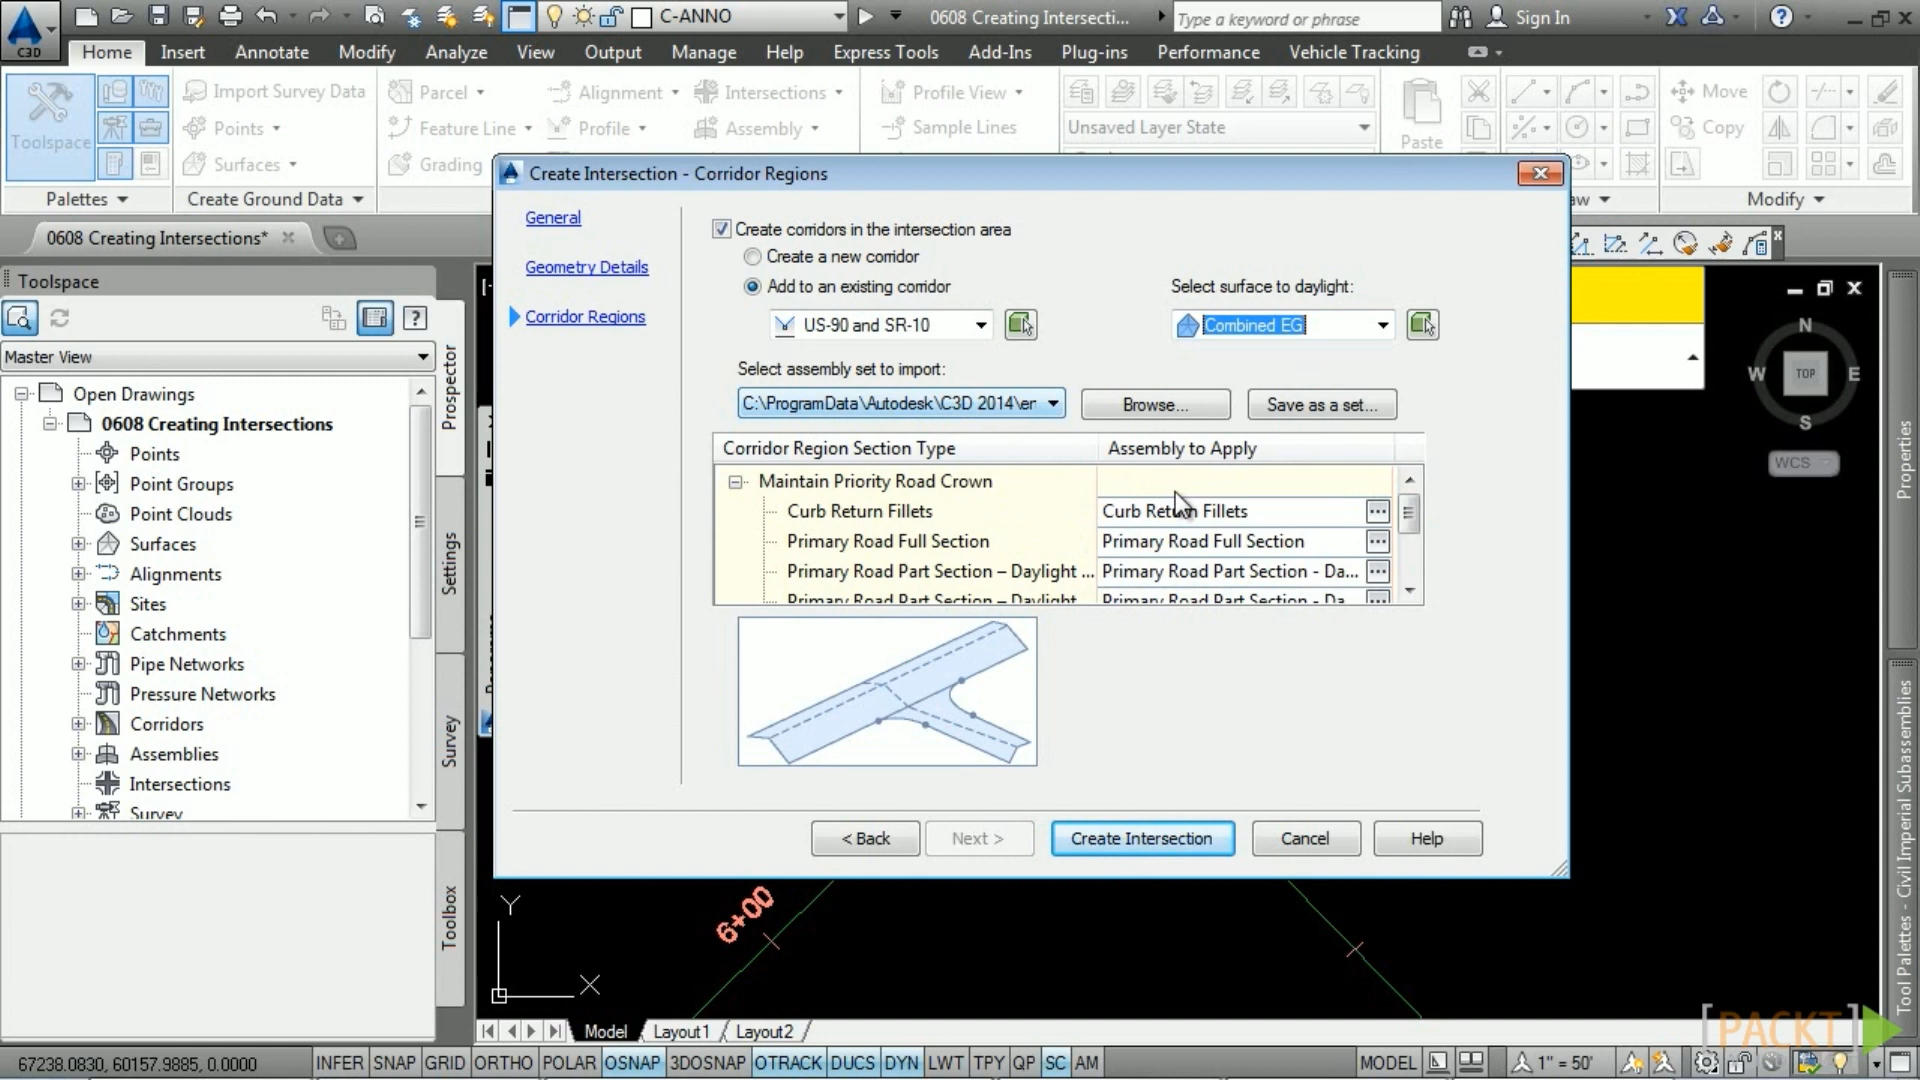 C-ANNO
0608 Creating Intersecti...
Type a keyword or phrase
Sign In
C3D
Home Insert Annotate Modify Analyze View Output Manage Help Express Tools Add-Ins Plug-ins Performance Vehicle Tracking
Toolspace
Import Survey Data
Points
Surfaces
Parcel
Feature Line
Grading
Alignment
Profile
Intersections
Assembly
Profile View
Sample Lines
Unsaved Layer State
Paste
Move
Copy
Palettes
Create Ground Data
Modify
0608 Creating Intersections*
Toolspace
Master View
Open Drawings
0608 Creating Intersections
Points
Point Groups
Point Clouds
Surfaces
Alignments
Sites
Catchments
Pipe Networks
Pressure Networks
Corridors
Assemblies
Intersections
Survey
Prospector
Settings
Survey
Toolbox
Create Intersection - Corridor Regions
General
Geometry Details
Corridor Regions
Create corridors in the intersection area
Create a new corridor
Add to an existing corridor
US-90 and SR-10
Select surface to daylight:
Combined EG
Select assembly set to import:
C:\ProgramData\Autodesk\C3D 2014\er
Browse...
Save as a set...
Corridor Region Section Type Assembly to Apply
Maintain Priority Road Crown
Curb Return Fillets Curb Return Fillets
Primary Road Full Section Primary Road Full Section
Primary Road Part Section – Daylight ... Primary Road Part Section - Da...
Primary Road Part Section – Daylight Primary Road Part Section - Da
< Back
Next >
Create Intersection
Cancel
Help
N
W TOP E
S
WCS
Properties
Tool Palettes - Civil Imperial Subassemblies
6+00
Y
X
Model Layout1 Layout2
[PACKT]
67238.0830, 60157.9885, 0.0000
INFER SNAP GRID ORTHO POLAR OSNAP 3DOSNAP OTRACK DUCS DYN LWT TPY QP SC AM
MODEL
1" = 50'